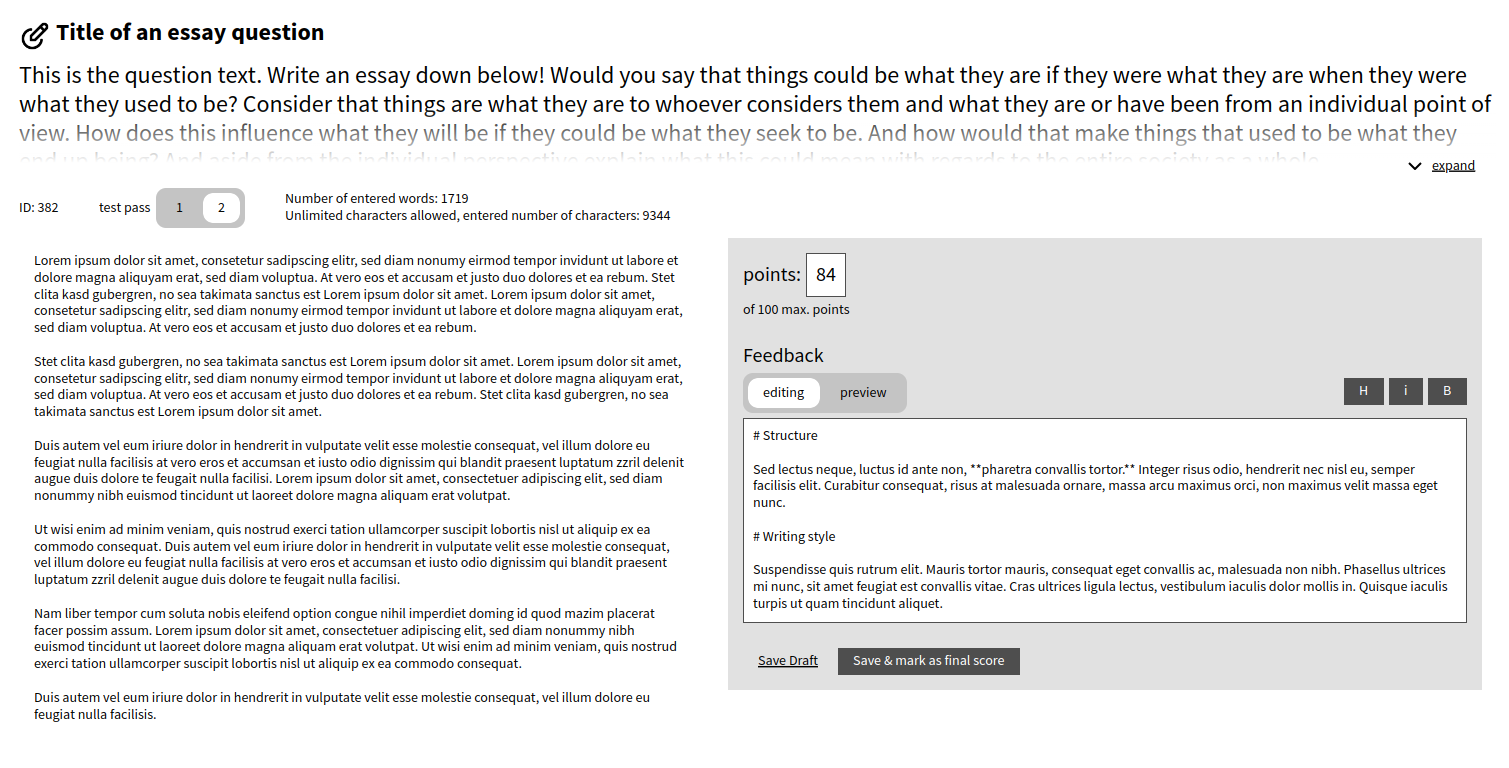 Title of an essay question
This is the question text. Write an essay down below! Would you say that things could be what they are if they were what they are when they were
what they used to be? Consider that things are what they are to whoever considers them and what they are or have been from an individual point of
view. How does this influence what they will be if they could be what they seek to be. And how would that make things that used to be what they
end up being? And aside from the individual perspective explain what this could mean with regards to the entire society as a whole.
expand
ID: 382
test pass
1
2
Number of entered words: 1719
Unlimited characters allowed, entered number of characters: 9344
Lorem ipsum dolor sit amet, consetetur sadipscing elitr, sed diam nonumy eirmod tempor invidunt ut labore et
dolore magna aliquyam erat, sed diam voluptua. At vero eos et accusam et justo duo dolores et ea rebum. Stet
clita kasd gubergren, no sea takimata sanctus est Lorem ipsum dolor sit amet. Lorem ipsum dolor sit amet,
consetetur sadipscing elitr, sed diam nonumy eirmod tempor invidunt ut labore et dolore magna aliquyam erat,
sed diam voluptua. At vero eos et accusam et justo duo dolores et ea rebum.
Stet clita kasd gubergren, no sea takimata sanctus est Lorem ipsum dolor sit amet. Lorem ipsum dolor sit amet,
consetetur sadipscing elitr, sed diam nonumy eirmod tempor invidunt ut labore et dolore magna aliquyam erat,
sed diam voluptua. At vero eos et accusam et justo duo dolores et ea rebum. Stet clita kasd gubergren, no sea
takimata sanctus est Lorem ipsum dolor sit amet.
Duis autem vel eum iriure dolor in hendrerit in vulputate velit esse molestie consequat, vel illum dolore eu
feugiat nulla facilisis at vero eros et accumsan et iusto odio dignissim qui blandit praesent luptatum zzril delenit
augue duis dolore te feugait nulla facilisi. Lorem ipsum dolor sit amet, consectetuer adipiscing elit, sed diam
nonummy nibh euismod tincidunt ut laoreet dolore magna aliquam erat volutpat.
Ut wisi enim ad minim veniam, quis nostrud exerci tation ullamcorper suscipit lobortis nisl ut aliquip ex ea
commodo consequat. Duis autem vel eum iriure dolor in hendrerit in vulputate velit esse molestie consequat,
vel illum dolore eu feugiat nulla facilisis at vero eros et accumsan et iusto odio dignissim qui blandit praesent
luptatum zzril delenit augue duis dolore te feugait nulla facilisi.
Nam liber tempor cum soluta nobis eleifend option congue nihil imperdiet doming id quod mazim placerat
facer possim assum. Lorem ipsum dolor sit amet, consectetuer adipiscing elit, sed diam nonummy nibh
euismod tincidunt ut laoreet dolore magna aliquam erat volutpat. Ut wisi enim ad minim veniam, quis nostrud
exerci tation ullamcorper suscipit lobortis nisl ut aliquip ex ea commodo consequat.
Duis autem vel eum iriure dolor in hendrerit in vulputate velit esse molestie consequat, vel illum dolore eu
feugiat nulla facilisis.
points: 84
of 100 max. points
Feedback
editing
preview
H
i
B
# Structure
Sed lectus neque, luctus id ante non, **pharetra convallis tortor.** Integer risus odio, hendrerit nec nisl eu, semper
facilisis elit. Curabitur consequat, risus at malesuada ornare, massa arcu maximus orci, non maximus velit massa eget
nunc.
# Writing style
Suspendisse quis rutrum elit. Mauris tortor mauris, consequat eget convallis ac, malesuada non nibh. Phasellus ultrices
mi nunc, sit amet feugiat est convallis vitae. Cras ultrices ligula lectus, vestibulum iaculis dolor mollis in. Quisque iaculis
turpis ut quam tincidunt aliquet.
Save Draft
Save & mark as final score